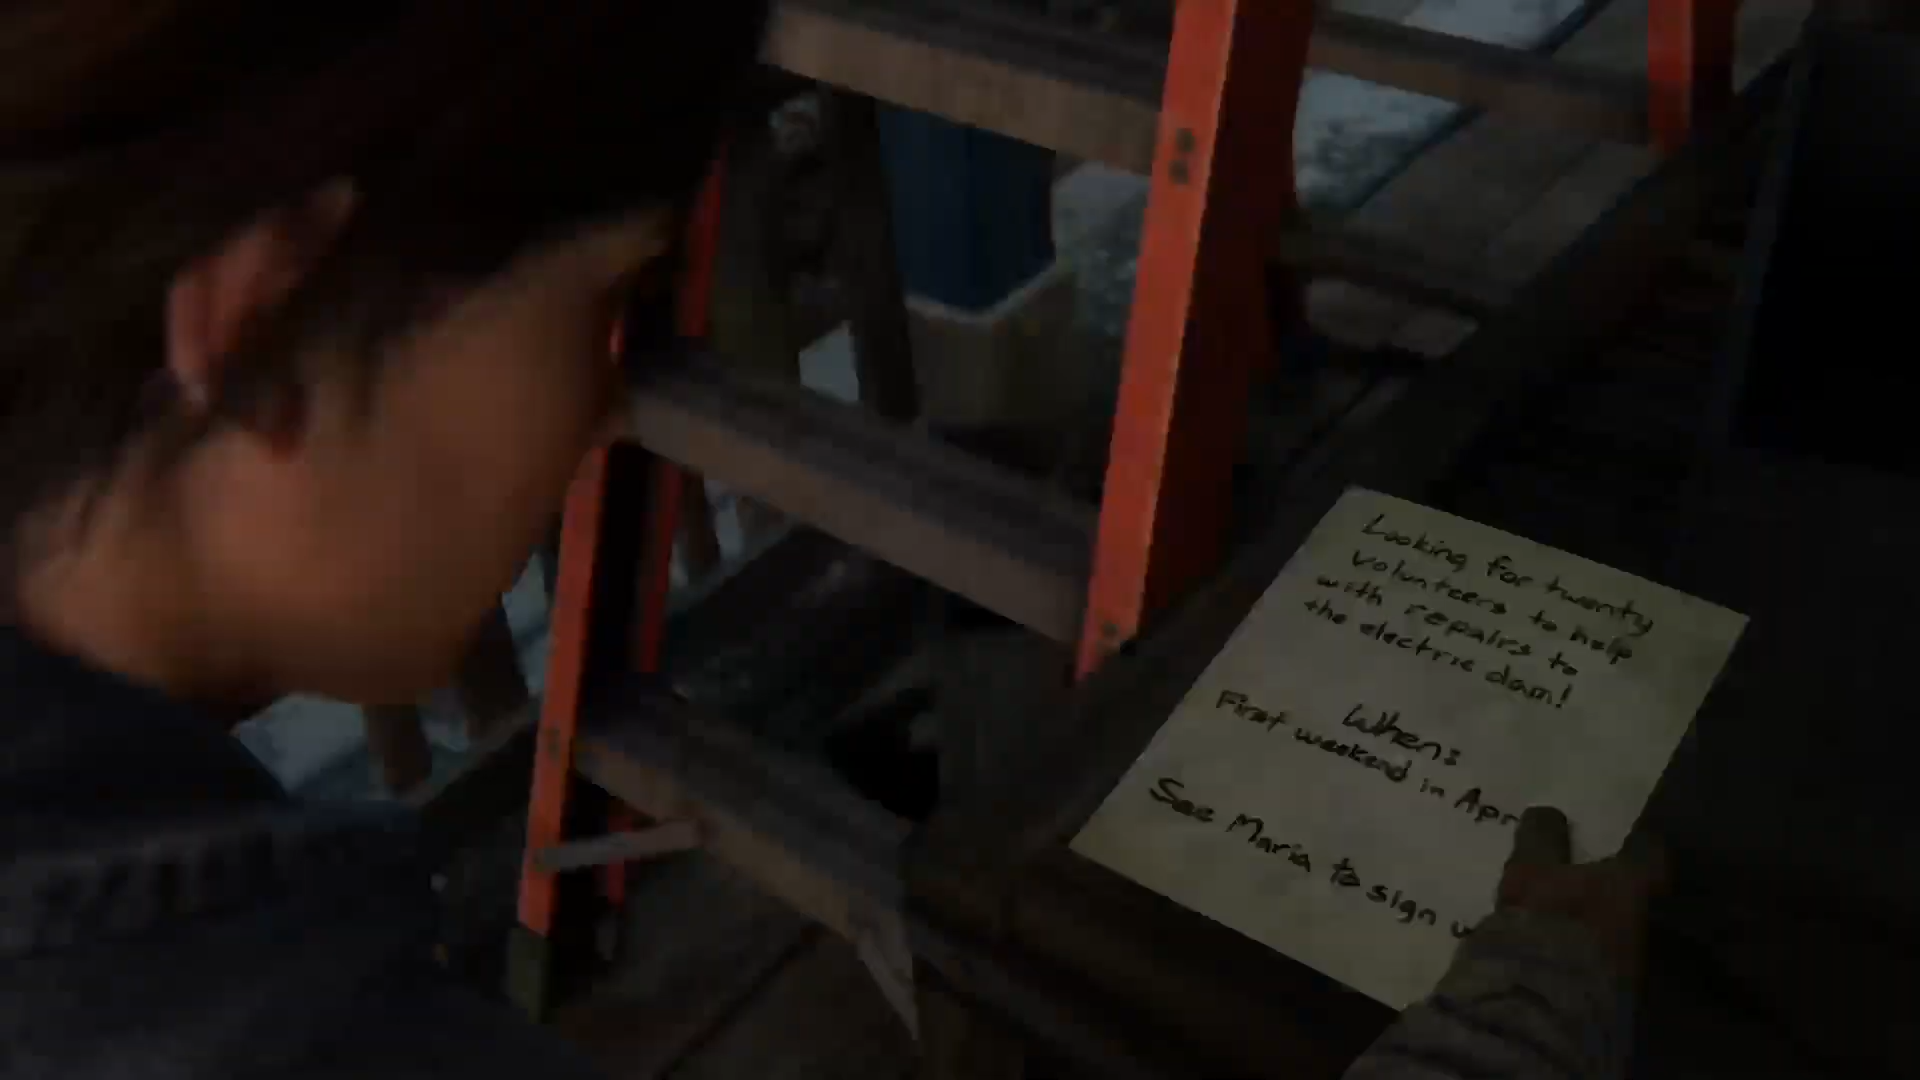 Looking for twenty
volunteers to help
with repairs to
the electric dam!
When:
First weekend in Apr
See Maria to sign u